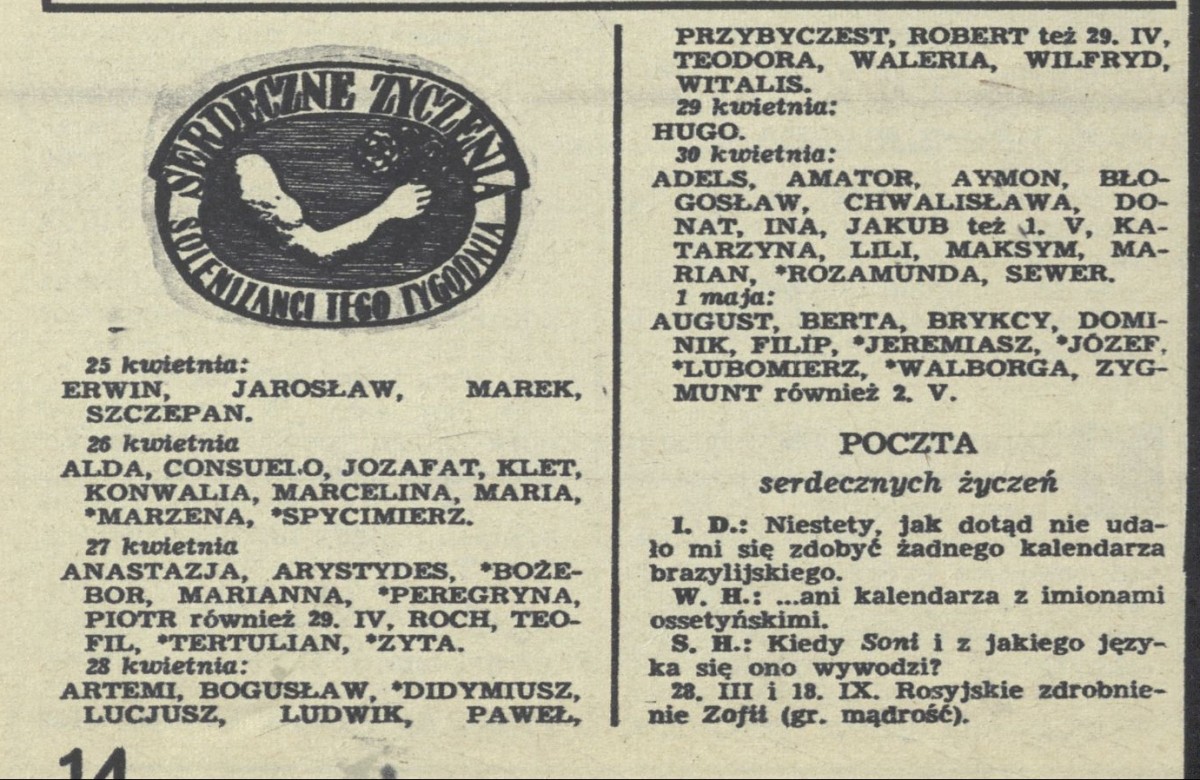 SERDECZNE ŻYCZENIA
SOLENIZANCI TEGO TYGODNIA
25 kwietnia:
ERWIN, JAROSŁAW, MAREK,
SZCZEPAN.
26 kwietnia
ALDA, CONSUELO, JOZAFAT, KLET,
KONWALIA, MARCELINA, MARIA,
*MARZENA, *SPYCIMIERZ.
27 kwietnia
ANASTAZJA, ARYSTYDES, *BOŻE-
BOR, MARIANNA, *PEREGRYNA,
PIOTR również 29. IV, ROCH, TEO-
FIL, *TERTULIAN, *ZYTA.
28 kwietnia:
ARTEMI, BOGUSŁAW, *DIDYMIUSZ,
LUCJUSZ, LUDWIK, PAWEŁ,
14
PRZYBYCZEST, ROBERT też 29. IV,
TEODORA, WALERIA, WILFRYD,
WITALIS.
29 kwietnia:
HUGO.
30 kwietnia:
ADELS, AMATOR, AYMON, BŁO-
GOSŁAW, CHWALISŁAWA, DO-
NAT, INA, JAKUB też 1. V, KA-
TARZYNA, LILI, MAKSYM, MA-
RIAN, *ROZAMUNDA, SEWER.
1 maja:
AUGUST, BERTA, BRYKCY, DOMI-
NIK, FILIP, *JEREMIASZ, *JÓZEF,
*LUBOMIERZ, *WALBORGA, ZYG-
MUNT również 2. V.
POCZTA
serdecznych życzeń
I. D.: Niestety, jak dotąd nie uda-
ło mi się zdobyć żadnego kalendarza
brazylijskiego.
W. H.: ...ani kalendarza z imionami
ossetyńskimi.
S. H.: Kiedy Soni i z jakiego języ-
ka się ono wywodzi?
28. III i 18. IX. Rosyjskie zdrobnie-
nie Zofii (gr. mądrość).